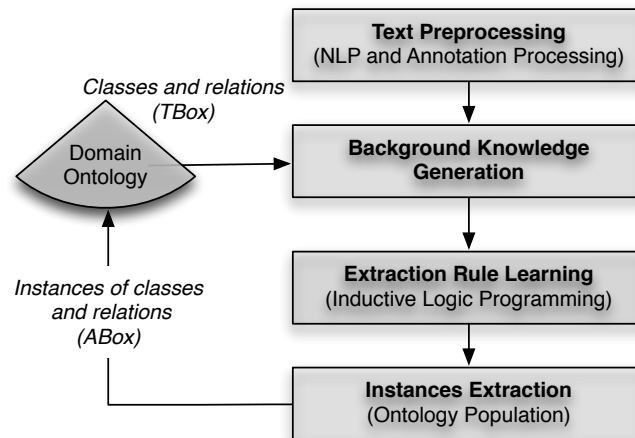 Text Preprocessing
(NLP and Annotation Processing)
Classes and relations
(TBox)
Domain
Ontology
Background Knowledge
Generation
Extraction Rule Learning
(Inductive Logic Programming)
Instances of classes
and relations
(ABox)
Instances Extraction
(Ontology Population)